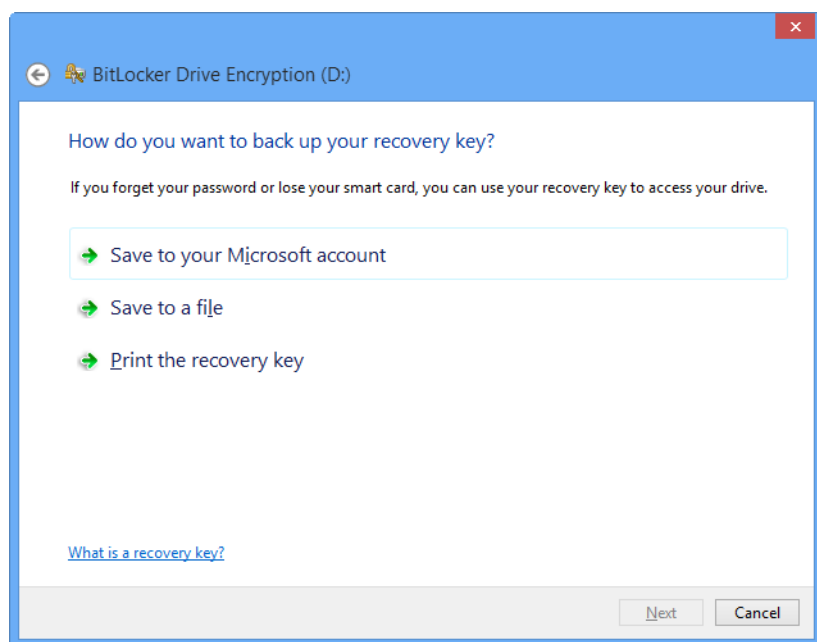 BitLocker Drive Encryption (D:)
How do you want to back up your recovery key?
If you forget your password or lose your smart card, you can use your recovery key to access your drive.
Save to your Microsoft account
Save to a file
Print the recovery key
What is a recovery key?
Next Cancel